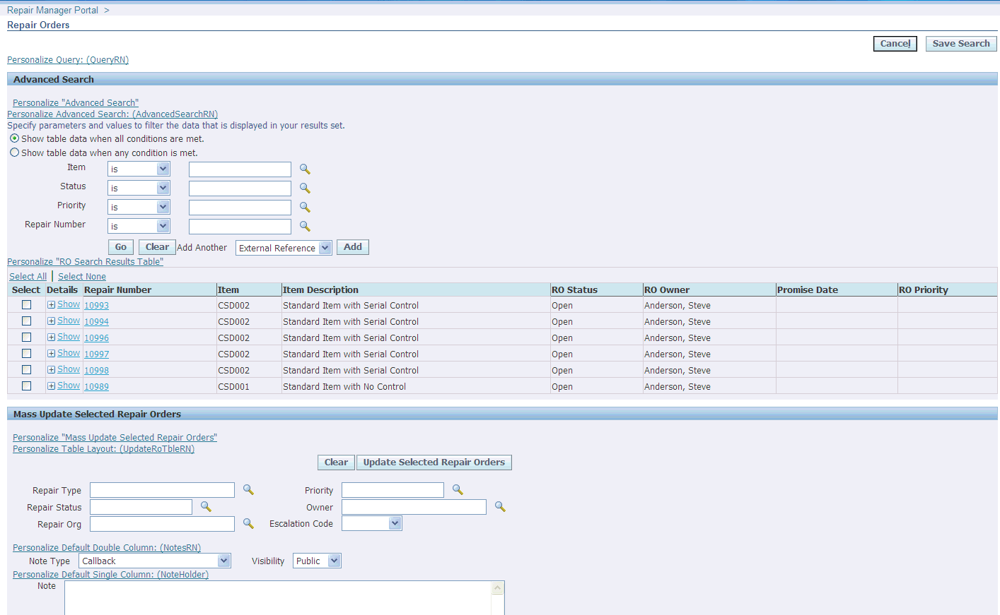 Repair Manager Portal >
Repair Orders
Cancel Save Search
Personalize Query: (QueryRN)
Advanced Search
Personalize "Advanced Search"
Personalize Advanced Search: (AdvancedSearchRN)
Specify parameters and values to filter the data that is displayed in your results set.
Show table data when all conditions are met.
Show table data when any condition is met.
Item is
Status is
Priority is
Repair Number is
Go Clear Add Another External Reference Add
Personalize "RO Search Results Table"
Select All | Select None
Select Details Repair Number Item Item Description RO Status RO Owner Promise Date RO Priority
Show 10993 CSD002 Standard Item with Serial Control Open Anderson, Steve
Show 10994 CSD002 Standard Item with Serial Control Open Anderson, Steve
Show 10996 CSD002 Standard Item with Serial Control Open Anderson, Steve
Show 10997 CSD002 Standard Item with Serial Control Open Anderson, Steve
Show 10998 CSD002 Standard Item with Serial Control Open Anderson, Steve
Show 10989 CSD001 Standard Item with No Control Open Anderson, Steve
Mass Update Selected Repair Orders
Personalize "Mass Update Selected Repair Orders"
Personalize Table Layout: (UpdateRoTbleRN)
Clear Update Selected Repair Orders
Repair Type Priority
Repair Status Owner
Repair Org Escalation Code
Personalize Default Double Column: (NotesRN)
Note Type Callback Visibility Public
Personalize Default Single Column: (NoteHolder)
Note